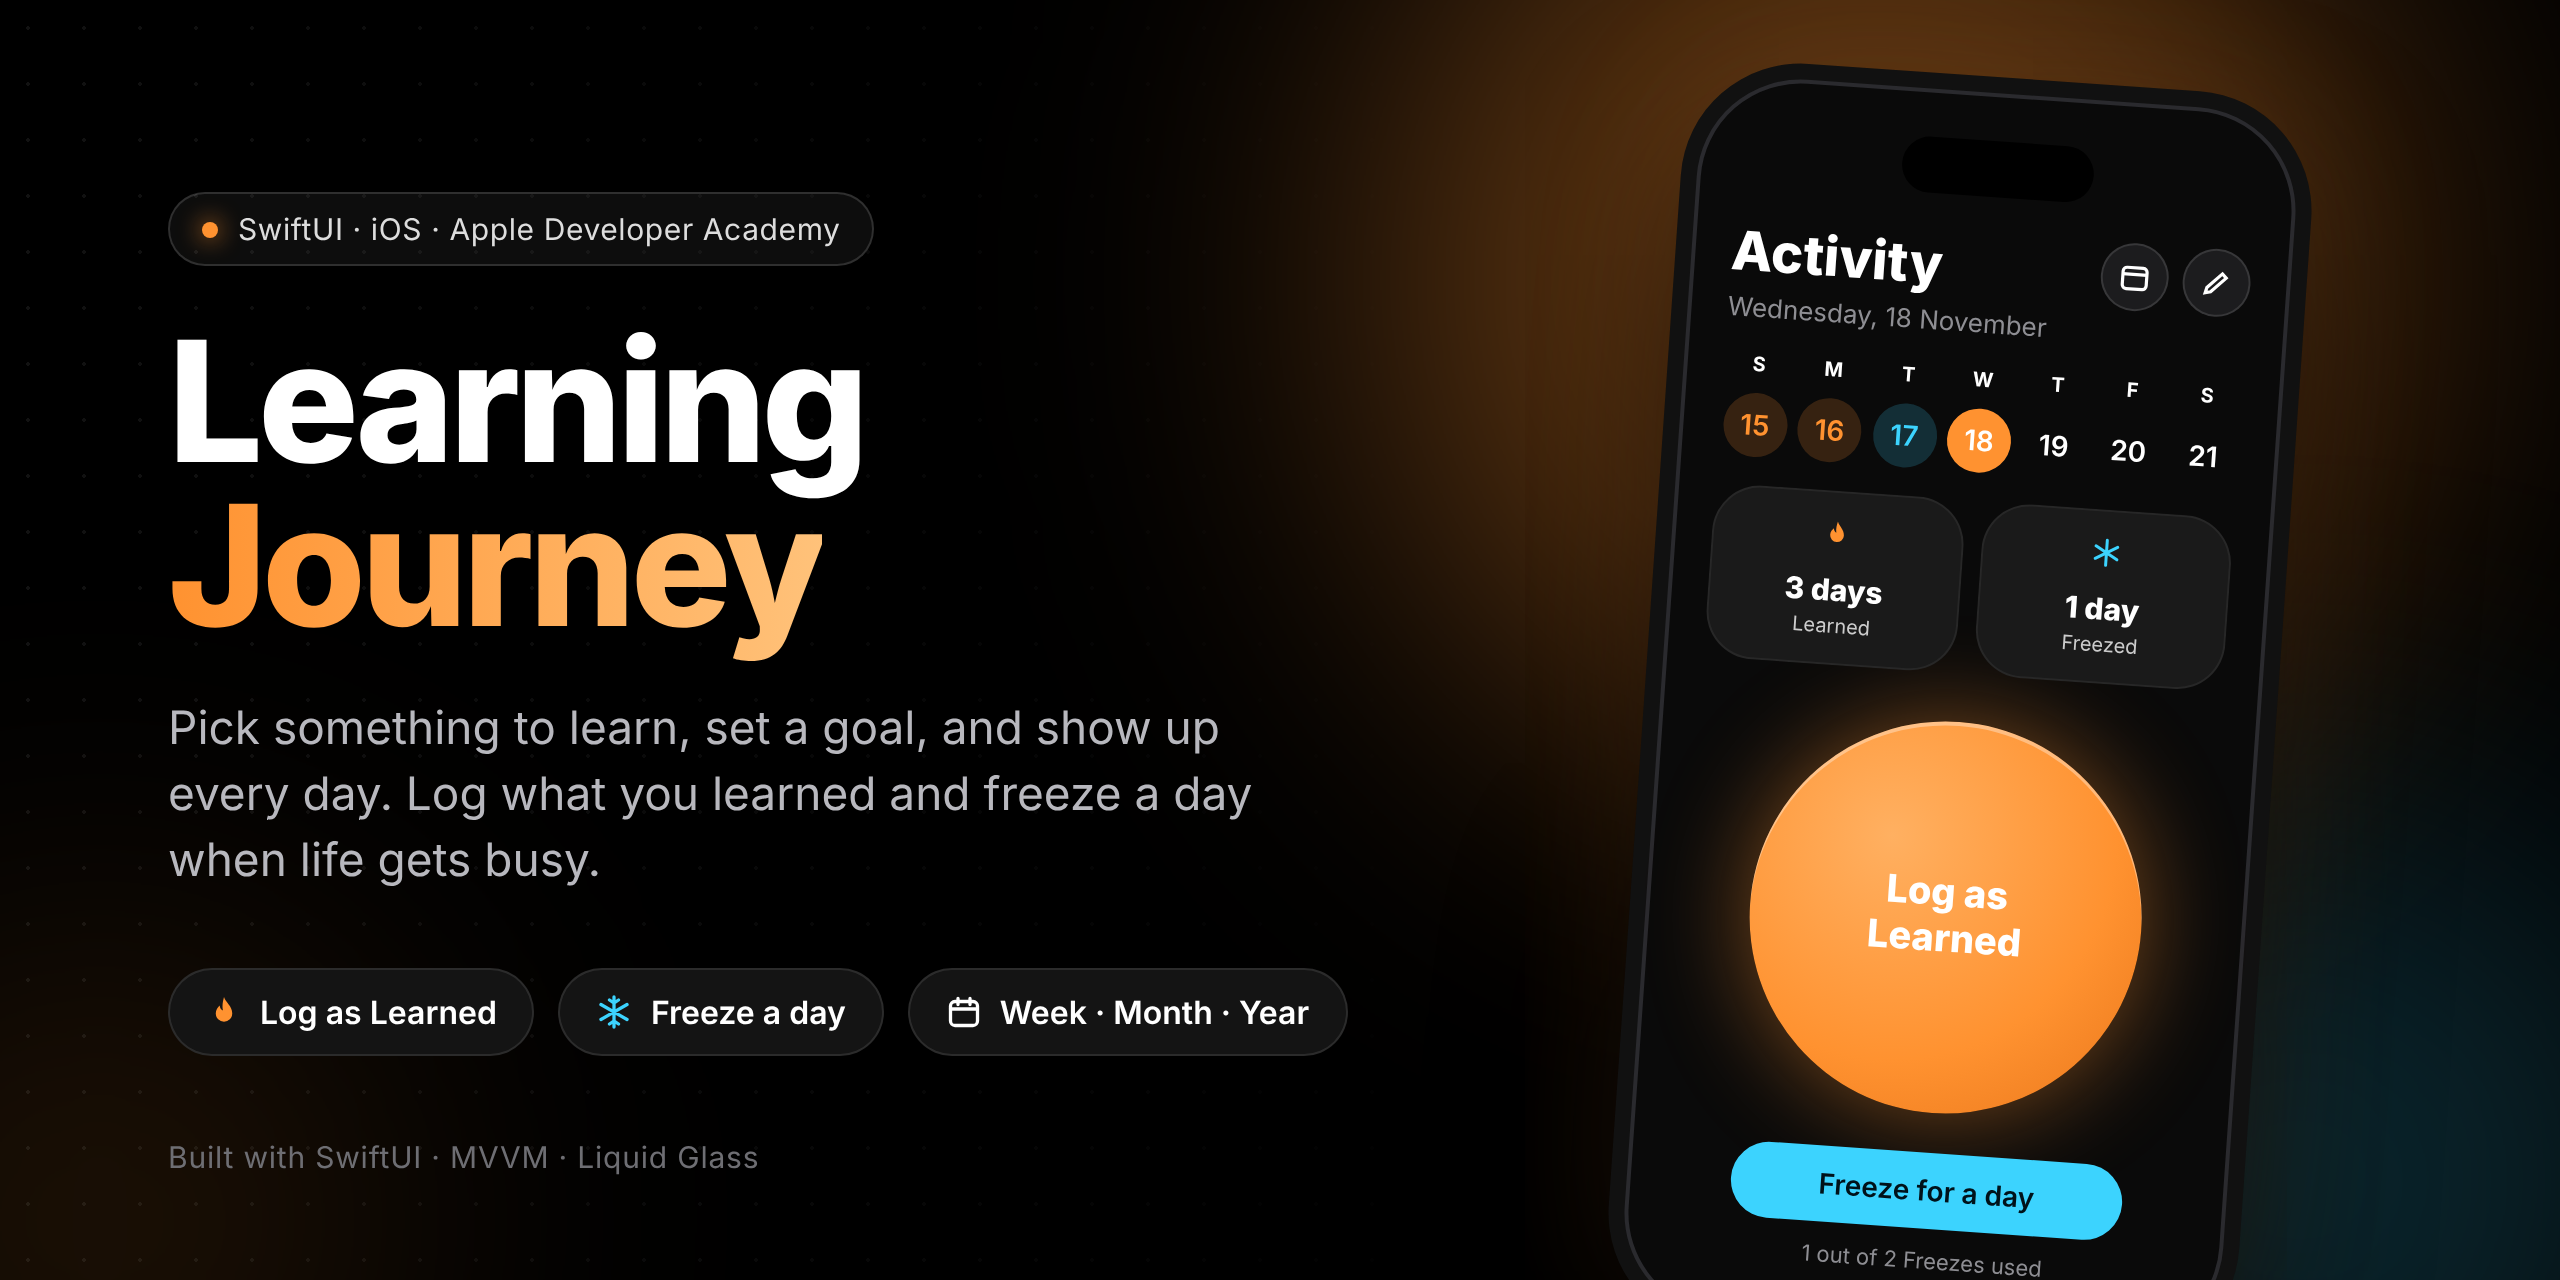 SwiftUI · iOS · Apple Developer Academy
Learning
Journey
Pick something to learn, set a goal, and show up
every day. Log what you learned and freeze a day
when life gets busy.
Log as Learned
Freeze a day
Week · Month · Year
Built with SwiftUI · MVVM · Liquid Glass
Activity
Wednesday, 18 November
S M T W T F S
15 16 17 18 19 20 21
3 days
Learned
1 day
Freezed
Log as
Learned
Freeze for a day
1 out of 2 Freezes used